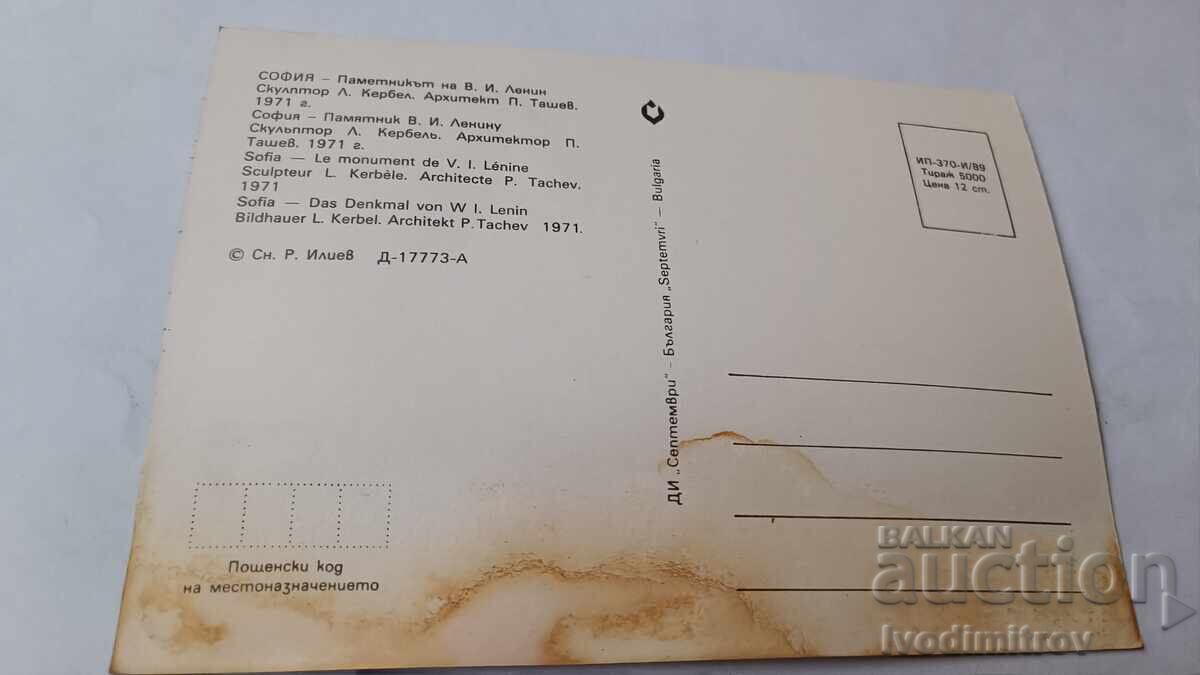 СОФИЯ – Паметникът на В. И. Ленин
Скулптор Л. Кербел. Архитект П. Ташев.
1971 г.
София – Памятник В. И. Ленину
Скульптор Л. Кербель. Архитектор П.
Ташев. 1971 г.
Sofia — Le monument de V. I. Lénine
Sculpteur L. Kerbèle. Architecte P. Tachev.
1971
Sofia — Das Denkmal von W I. Lenin
Bildhauer L. Kerbel. Architekt P. Tachev 1971.
© Сн. Р. Илиев Д-17773-А
Пощенски код
на местоназначението
ДИ „Септември" – България „Septemvri" – Bulgaria
ИП-370-И/89
Тираж 5000
Цена 12 ст.
BALKAN
auction
Ivodimitrov